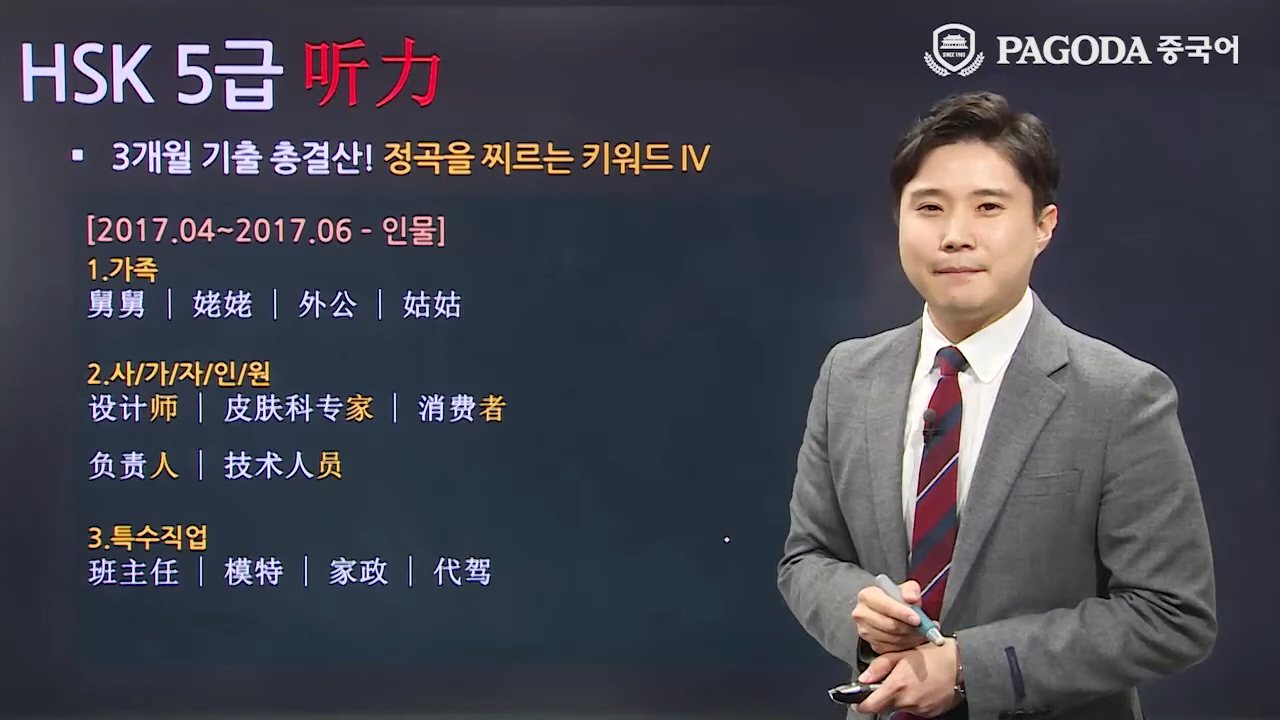 HSK 5급 听力
PAGODA 중국어
SINCE 1983
▪ 3개월 기출 총결산! 정곡을 찌르는 키워드 Ⅳ
[2017.04~2017.06 - 인물]
1.가족
舅舅 | 姥姥 | 外公 | 姑姑
2.사/가/자/인/원
设计师 | 皮肤科专家 | 消费者
负责人 | 技术人员
3.특수직업
班主任 | 模特 | 家政 | 代驾